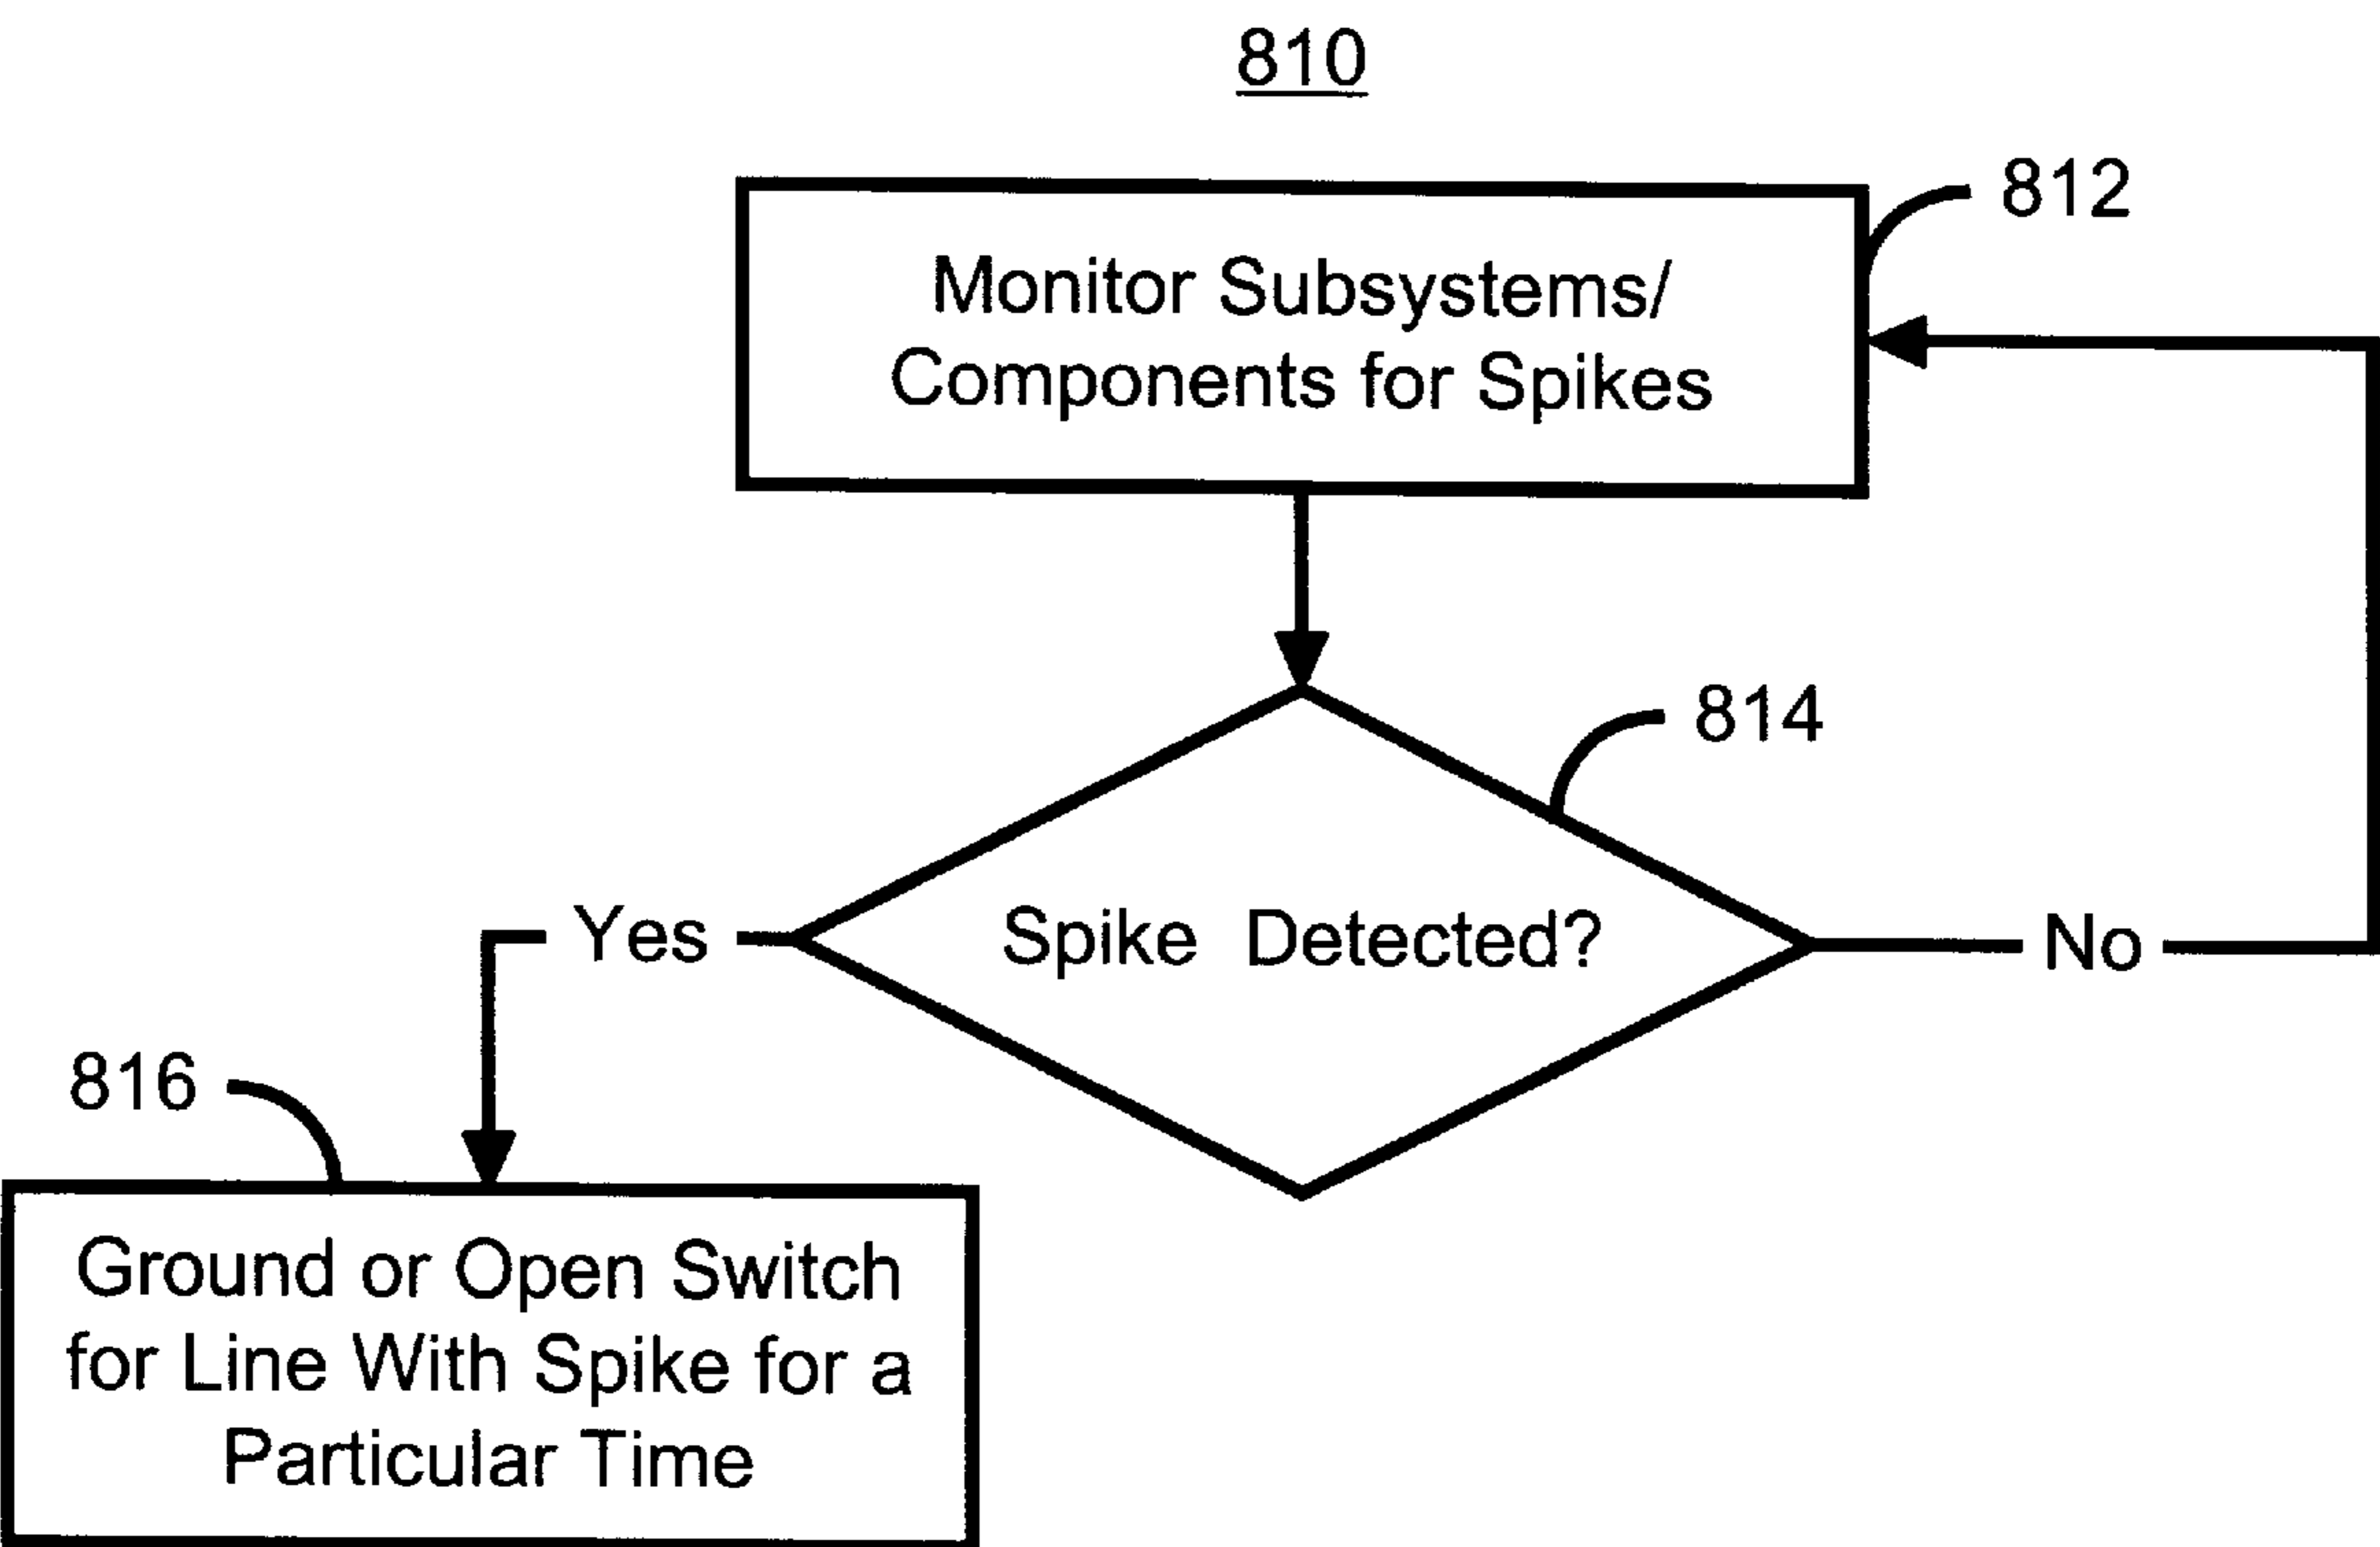 810
812
Monitor Subsystems/
Components for Spikes
814
Yes
Spike Detected?
No
816
Ground or Open Switch
for Line With Spike for a
Particular Time